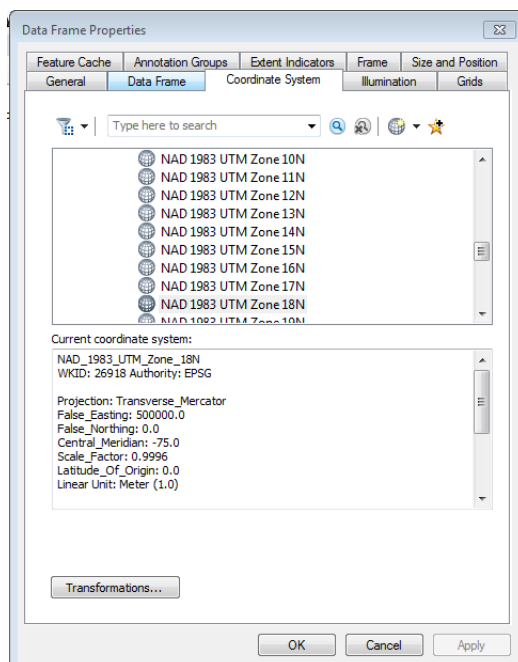 Data Frame Properties
Feature Cache Annotation Groups Extent Indicators Frame Size and Position
General Data Frame Coordinate System Illumination Grids
Type here to search
NAD 1983 UTM Zone 10N
NAD 1983 UTM Zone 11N
NAD 1983 UTM Zone 12N
NAD 1983 UTM Zone 13N
NAD 1983 UTM Zone 14N
NAD 1983 UTM Zone 15N
NAD 1983 UTM Zone 16N
NAD 1983 UTM Zone 17N
NAD 1983 UTM Zone 18N
NAD 1983 UTM Zone 19N
Current coordinate system:
NAD_1983_UTM_Zone_18N
WKID: 26918 Authority: EPSG
Projection: Transverse_Mercator
False_Easting: 500000.0
False_Northing: 0.0
Central_Meridian: -75.0
Scale_Factor: 0.9996
Latitude_Of_Origin: 0.0
Linear Unit: Meter (1.0)
Transformations...
OK Cancel Apply